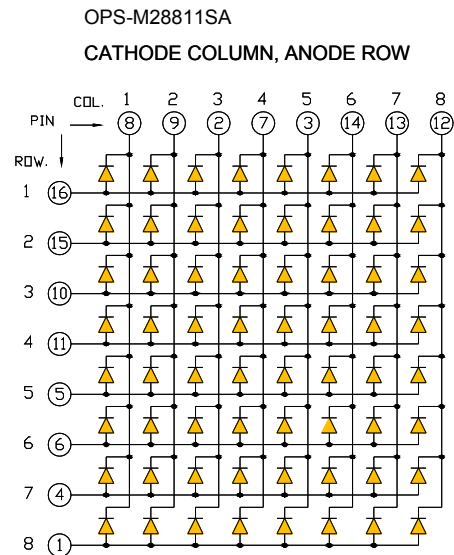 OPS-M28811SA
CATHODE COLUMN, ANODE ROW
COL. 1 2 3 4 5 6 7 8
PIN 8 9 2 7 3 14 13 12
ROW.
1 16
2 15
3 10
4 11
5 5
6 6
7 4
8 1